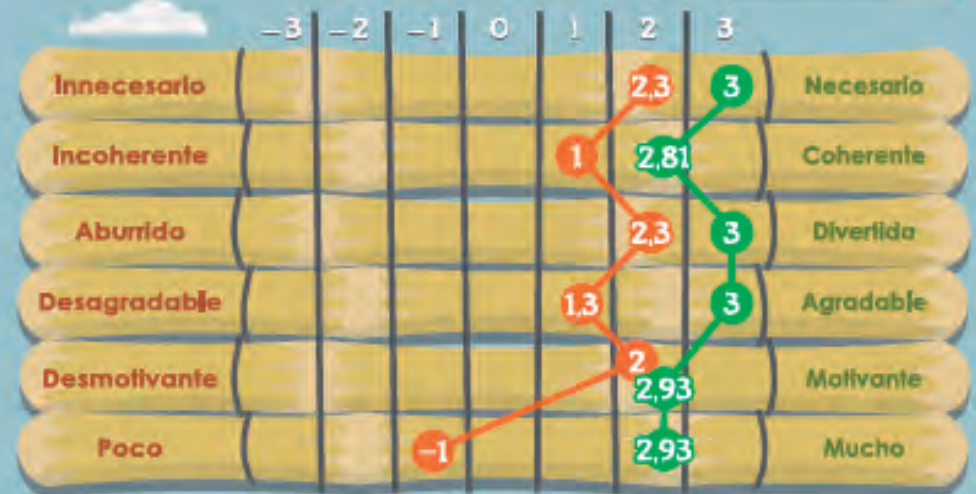 −3 −2 −1 0 1 2 3
Innecesario 2,3 3 Necesario
Incoherente 1 2,81 Coherente
Aburrido 2,3 3 Divertida
Desagradable 1,3 3 Agradable
Desmotivante 2 2,93 Motivante
Poco −1 2,93 Mucho